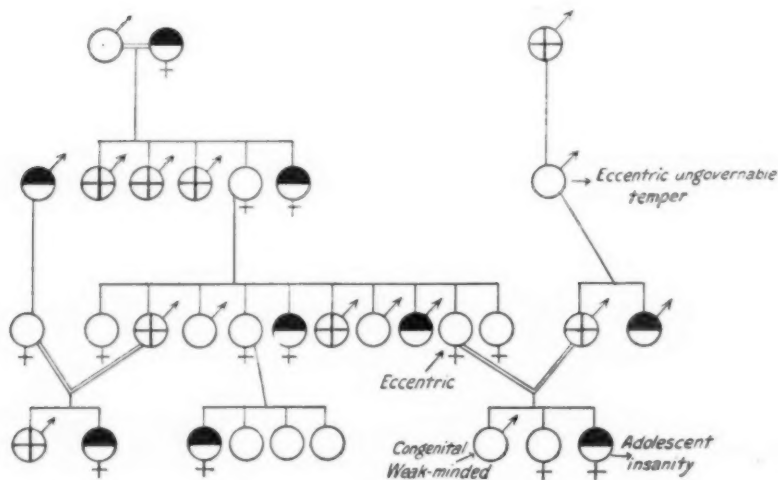 Eccentric ungovernable
temper
Eccentric
Congenital
Weak-minded
Adolescent
insanity